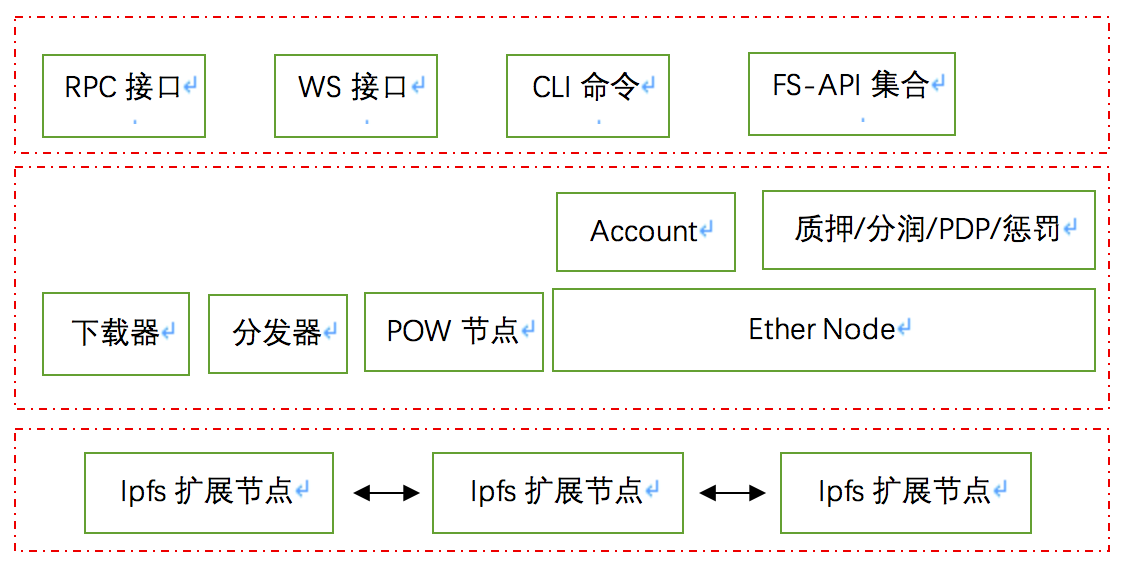 RPC 接口
WS 接口
CLI 命令
FS-API 集合
Account
质押/分润/PDP/惩罚
下载器
分发器
POW 节点
Ether Node
Ipfs 扩展节点
Ipfs 扩展节点
Ipfs 扩展节点